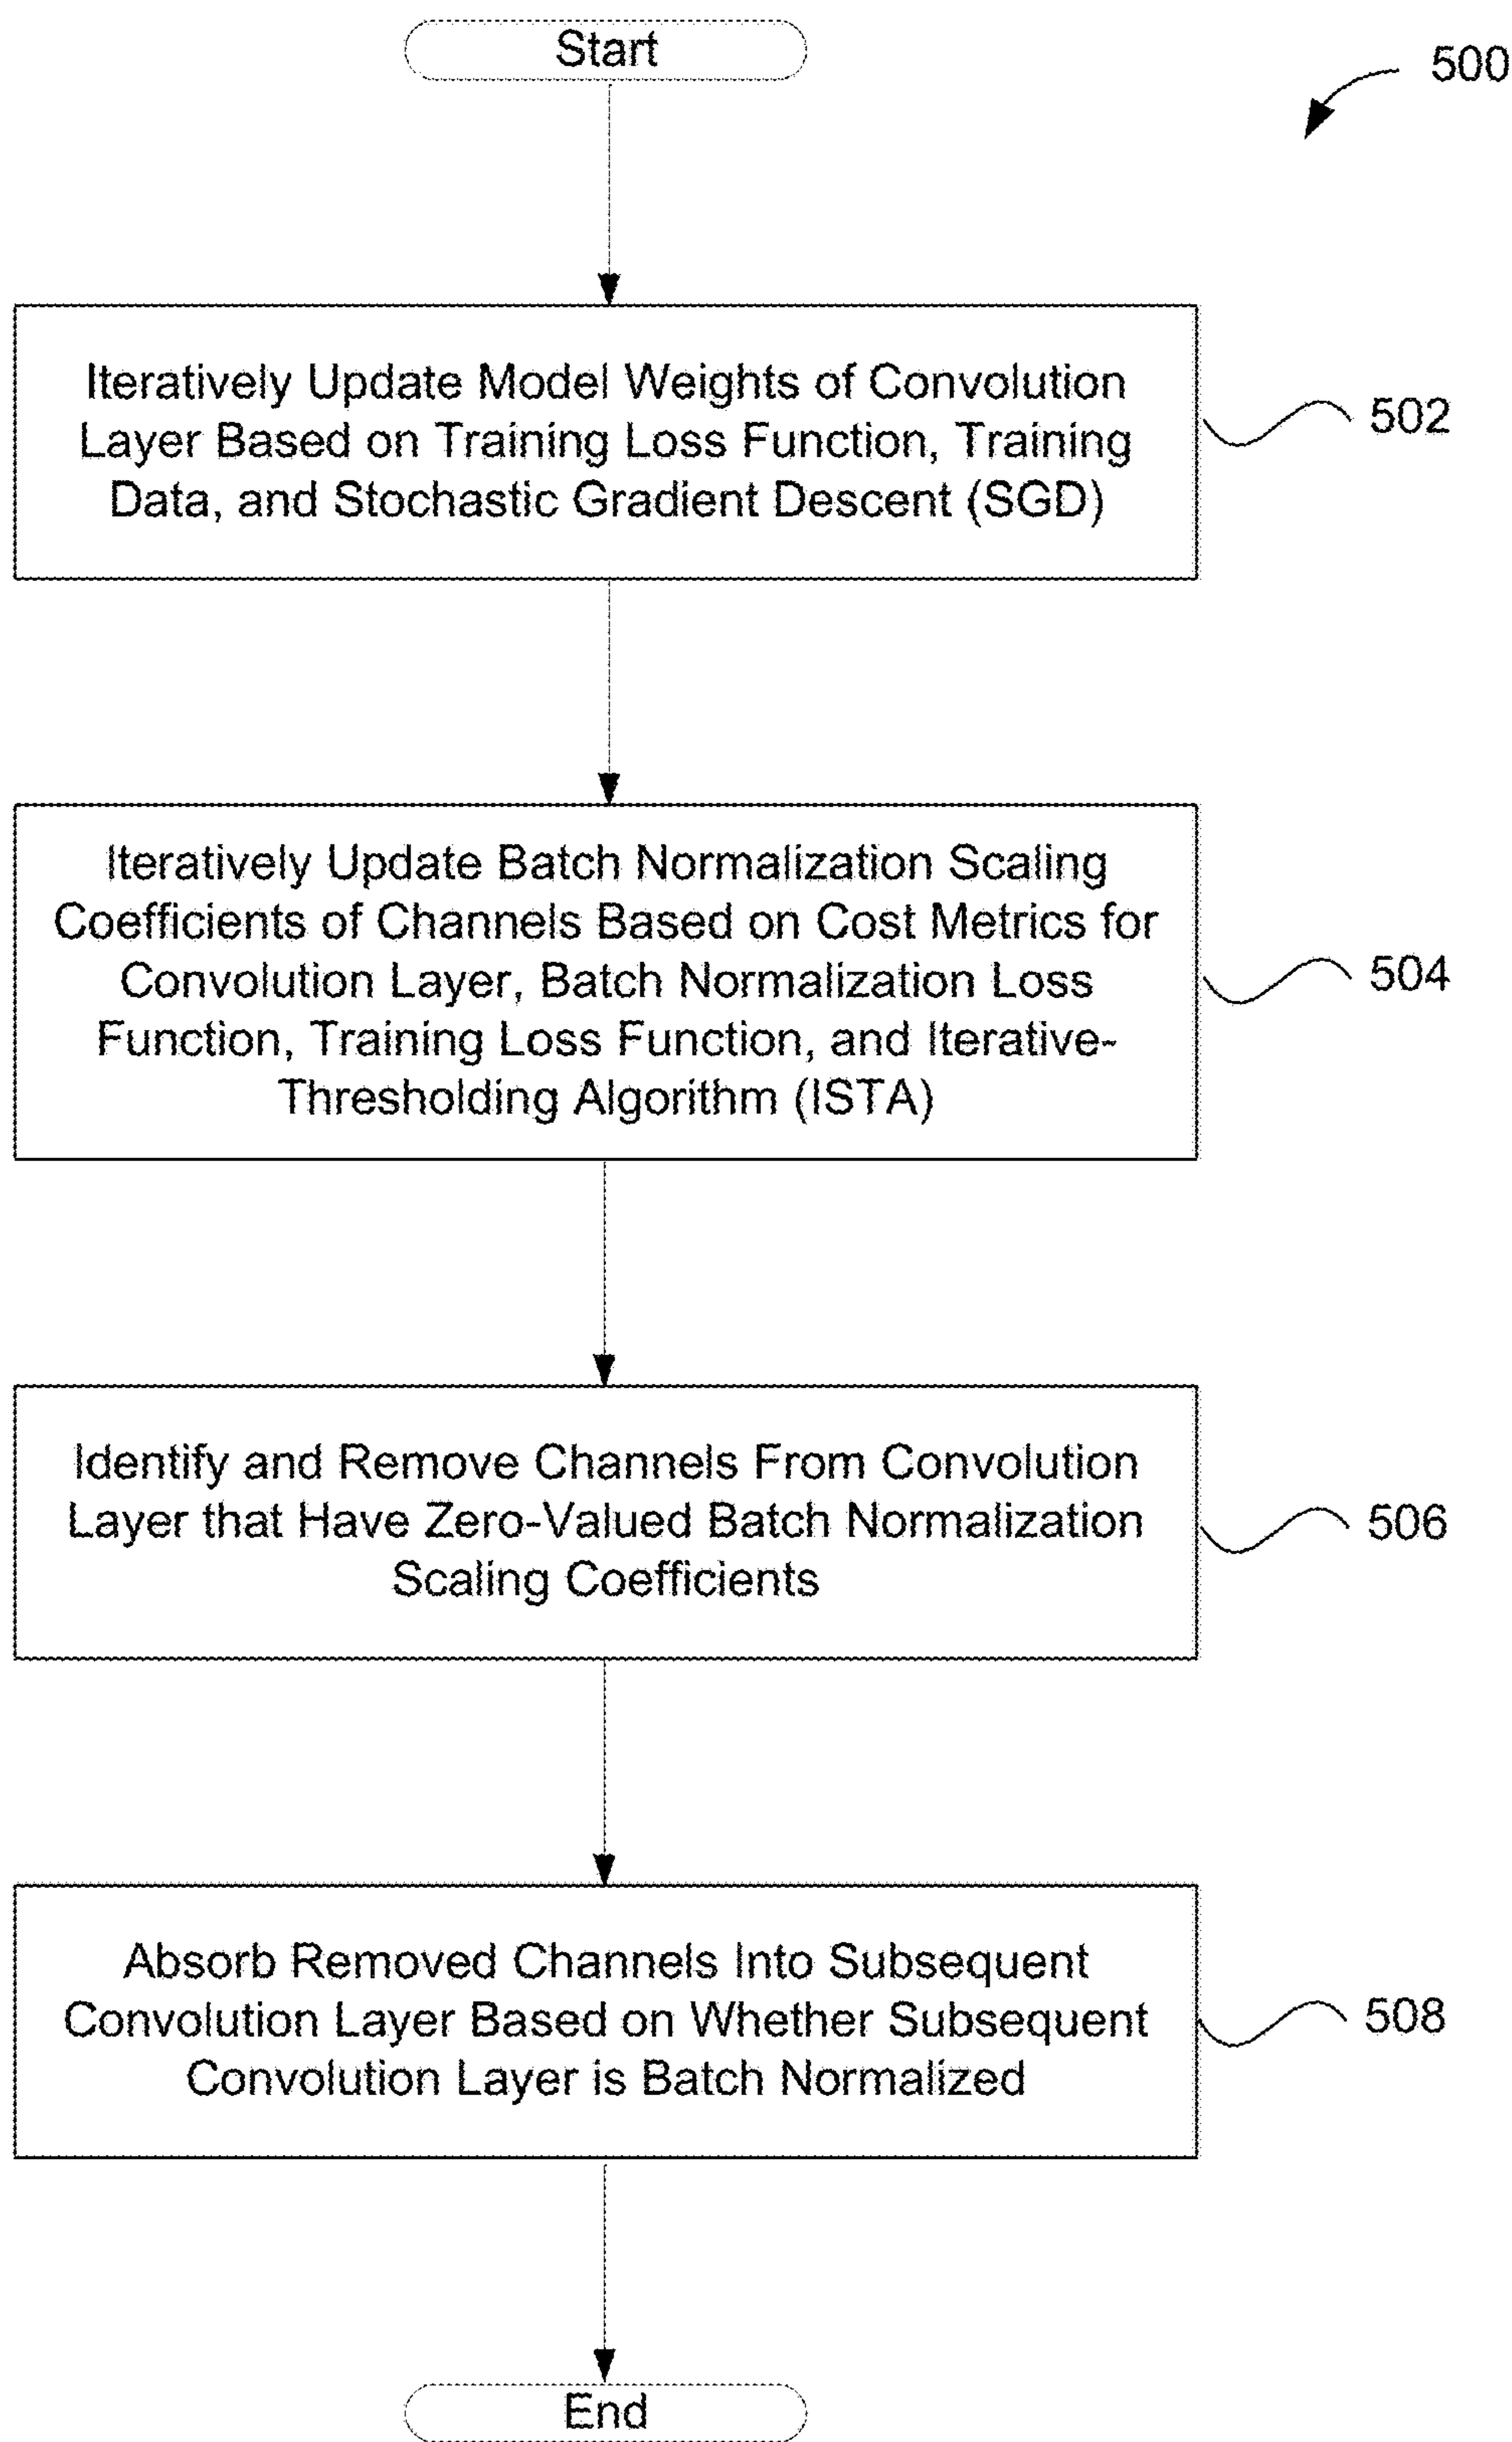 Start
500
Iteratively Update Model Weights of Convolution
Layer Based on Training Loss Function, Training
Data, and Stochastic Gradient Descent (SGD)
502
Iteratively Update Batch Normalization Scaling
Coefficients of Channels Based on Cost Metrics for
Convolution Layer, Batch Normalization Loss
Function, Training Loss Function, and Iterative-
Thresholding Algorithm (ISTA)
504
Identify and Remove Channels From Convolution
Layer that Have Zero-Valued Batch Normalization
Scaling Coefficients
506
Absorb Removed Channels Into Subsequent
Convolution Layer Based on Whether Subsequent
Convolution Layer is Batch Normalized
508
End